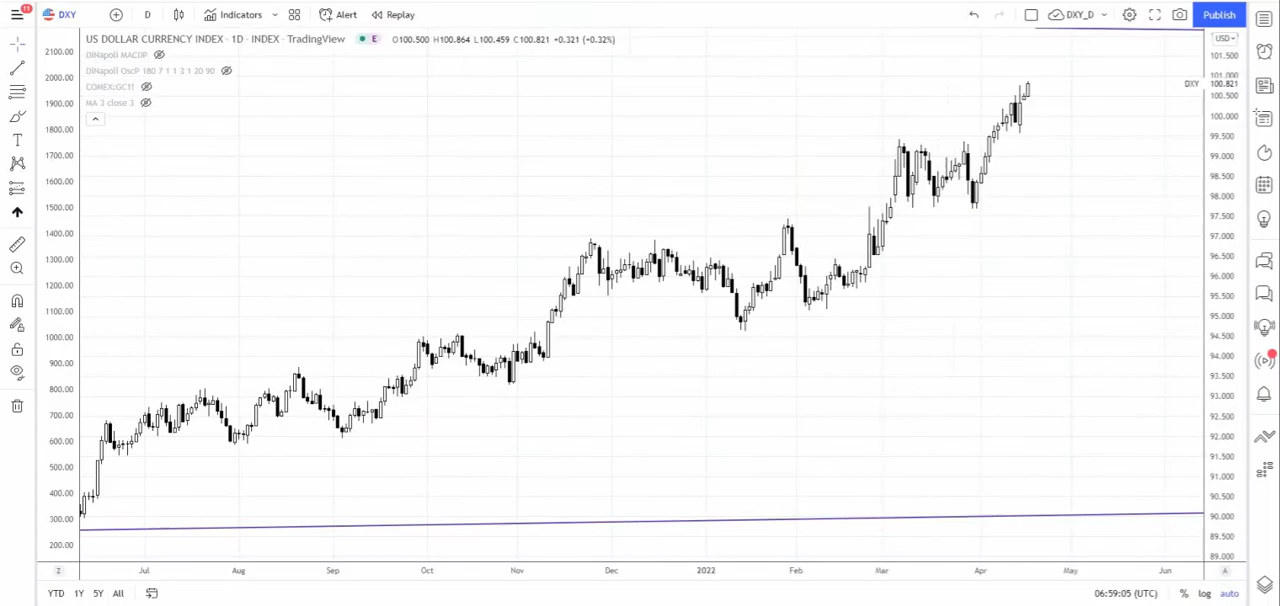 11
DXY
D
Indicators
Alert
Replay
DXY_D
Publish
US DOLLAR CURRENCY INDEX · 1D · INDEX · TradingView
E
O100.500 H100.864 L100.459 C100.821 +0.321 (+0.32%)
DiNapoli MACDP
DiNapoli OscP 180 7 1 1 3 1 20 90
COMEX:GC1!
MA 3 close 3
2100.00
2000.00
1900.00
1800.00
1700.00
1600.00
1500.00
1400.00
1300.00
1200.00
1100.00
1000.00
900.00
800.00
700.00
600.00
500.00
400.00
300.00
200.00
USD
101.500
101.000
DXY 100.821
100.500
100.000
99.500
99.000
98.500
98.000
97.500
97.000
96.500
96.000
95.500
95.000
94.500
94.000
93.500
93.000
92.500
92.000
91.500
91.000
90.500
90.000
89.500
89.000
Z
Jul
Aug
Sep
Oct
Nov
Dec
2022
Feb
Mar
Apr
May
Jun
A
YTD
1Y
5Y
All
06:59:05 (UTC)
%
log
auto